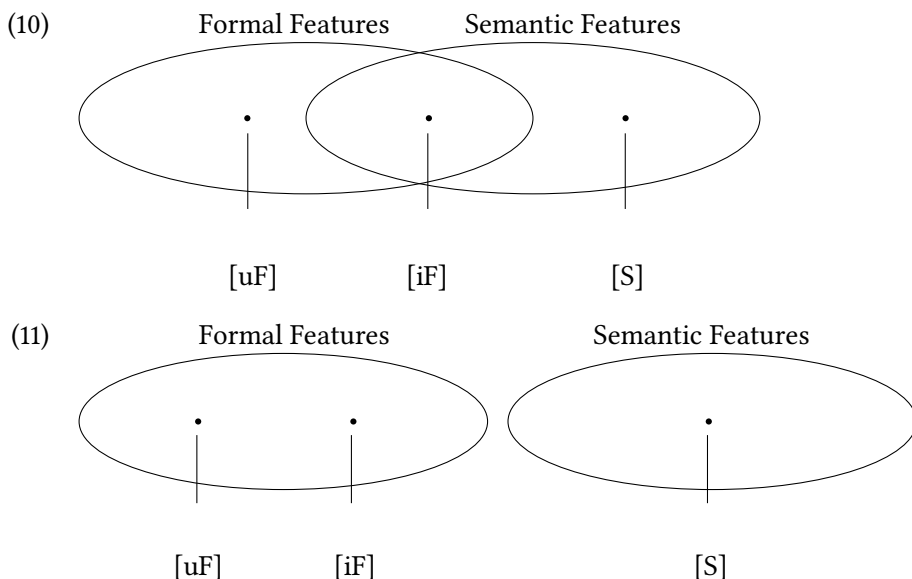 (10) Formal Features Semantic Features
[uF] [iF] [S]
(11) Formal Features Semantic Features
[uF] [iF] [S]